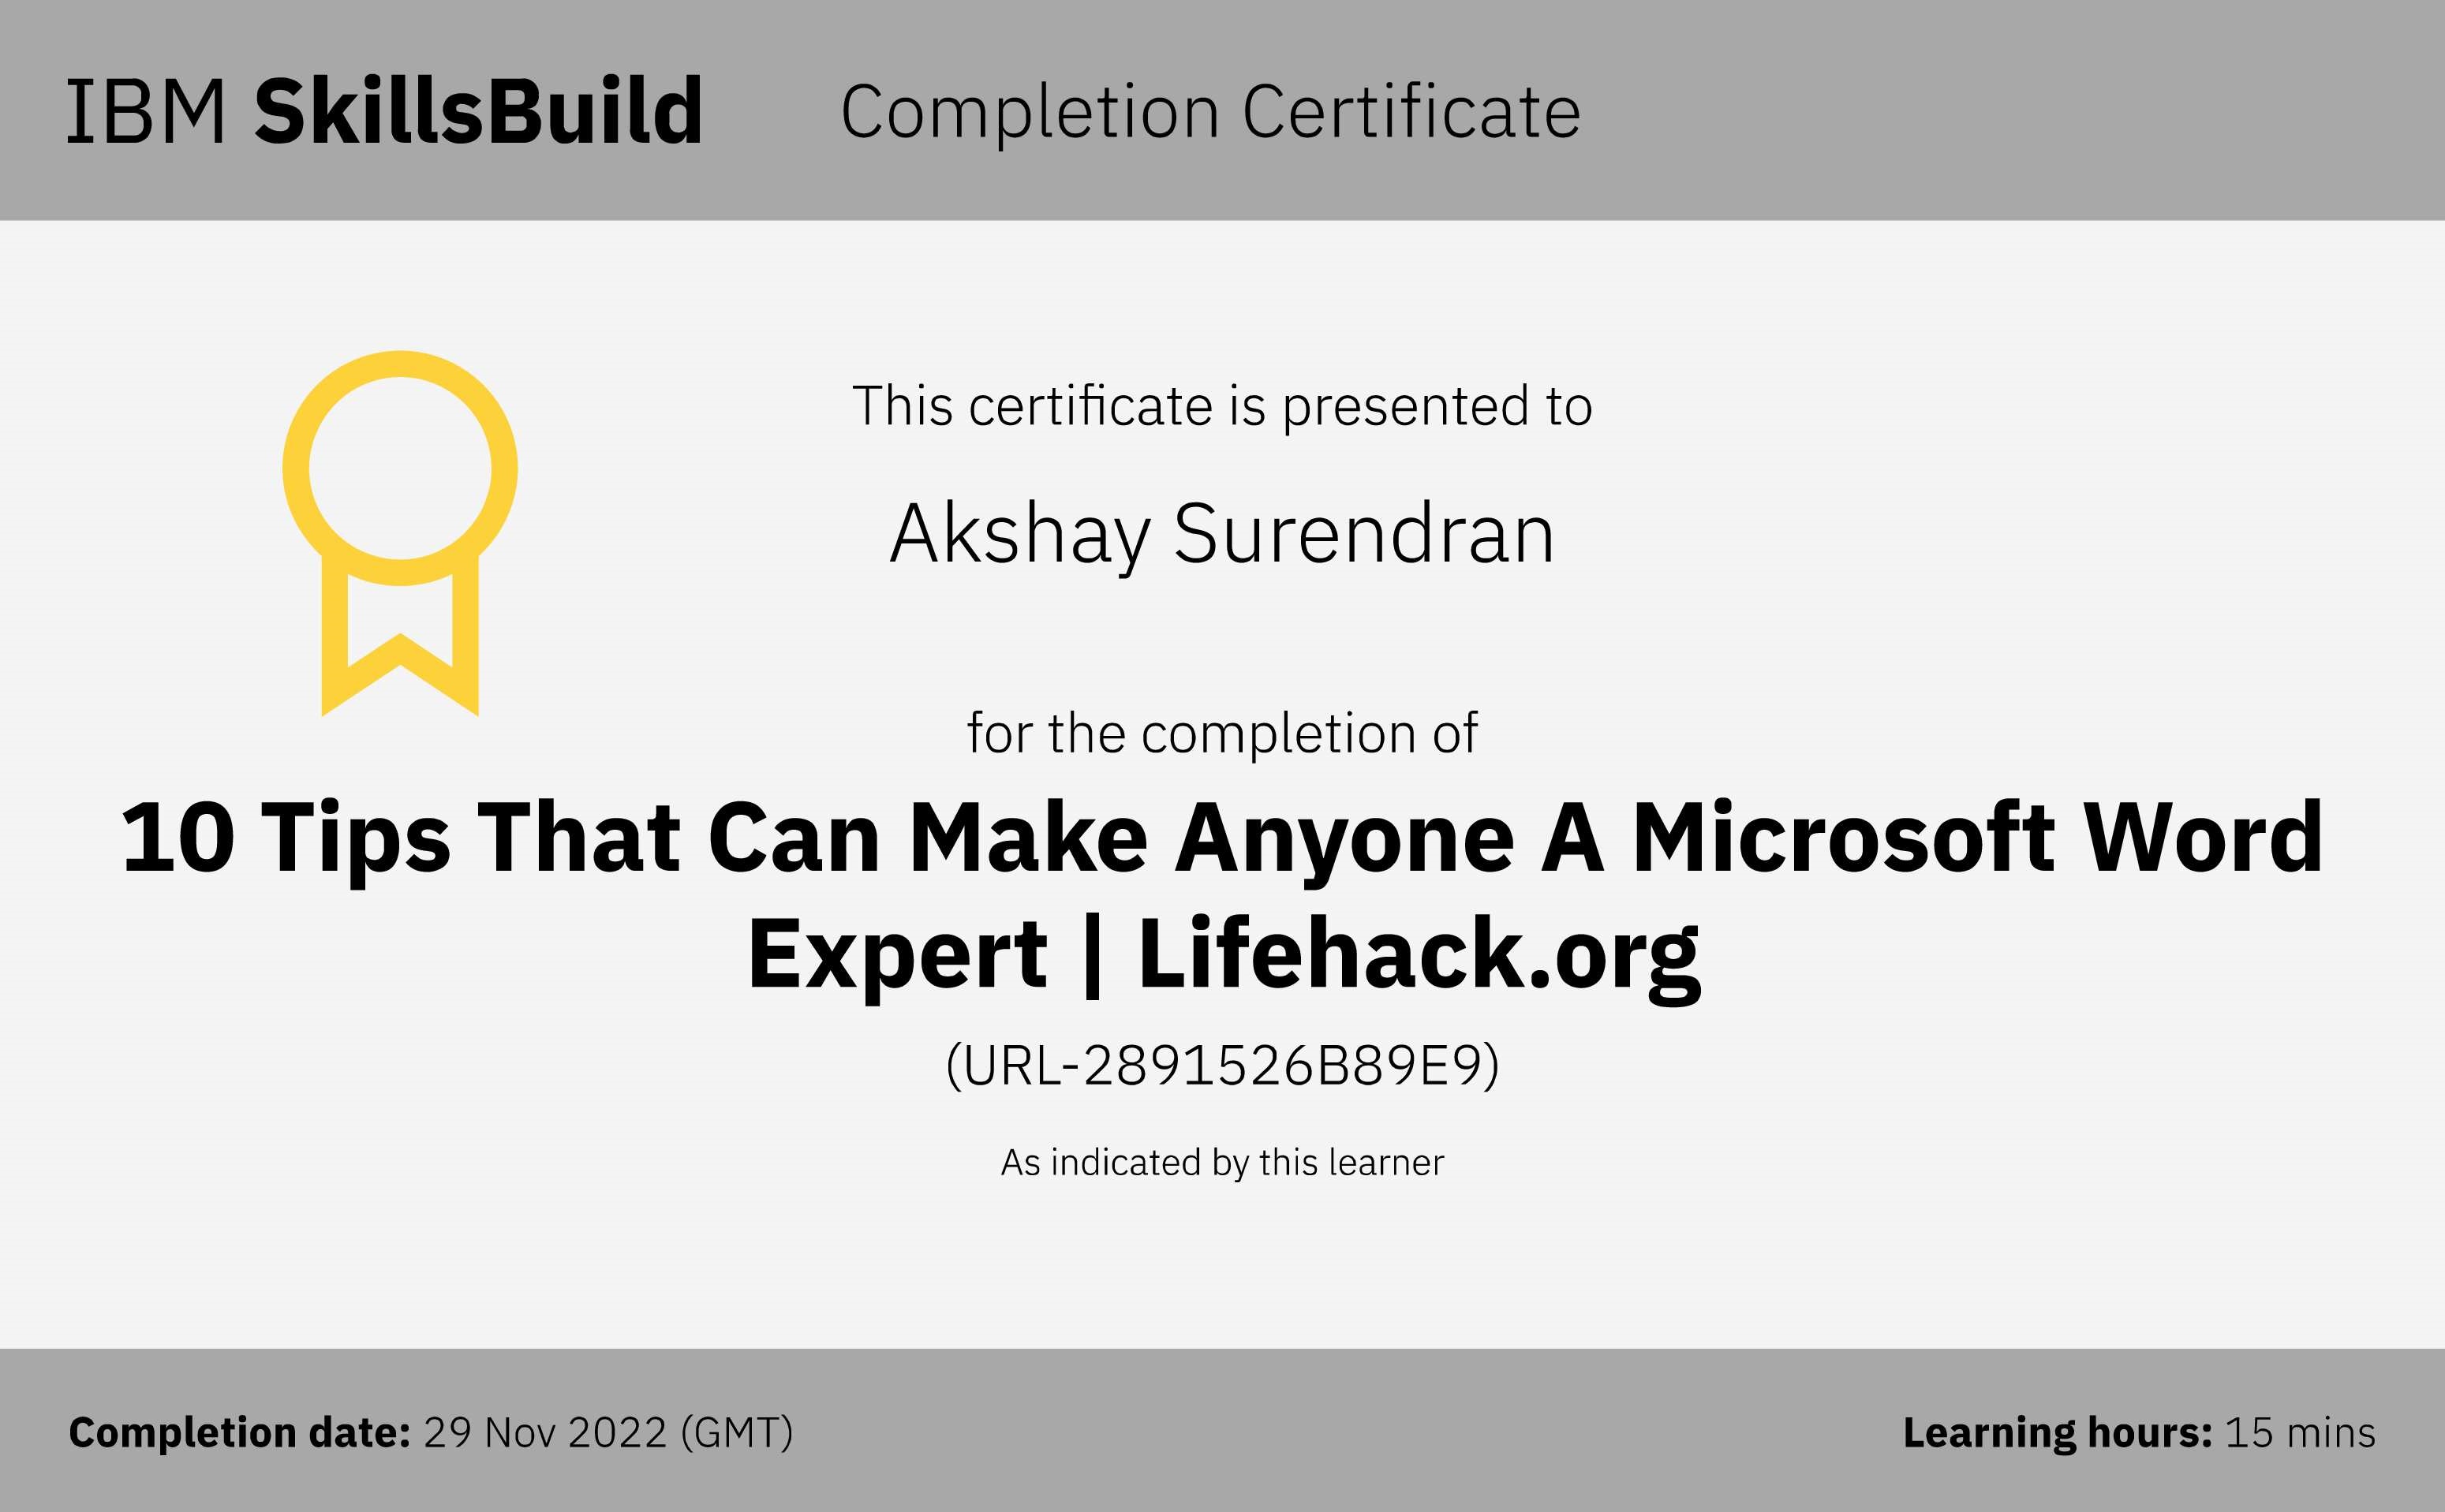 IBM SkillsBuild Completion Certificate
This certificate is presented to
Akshay Surendran
for the completion of
10 Tips That Can Make Anyone A Microsoft Word
Expert | Lifehack.org
(URL-2891526B89E9)
As indicated by this learner
Completion date: 29 Nov 2022 (GMT) Learning hours: 15 mins